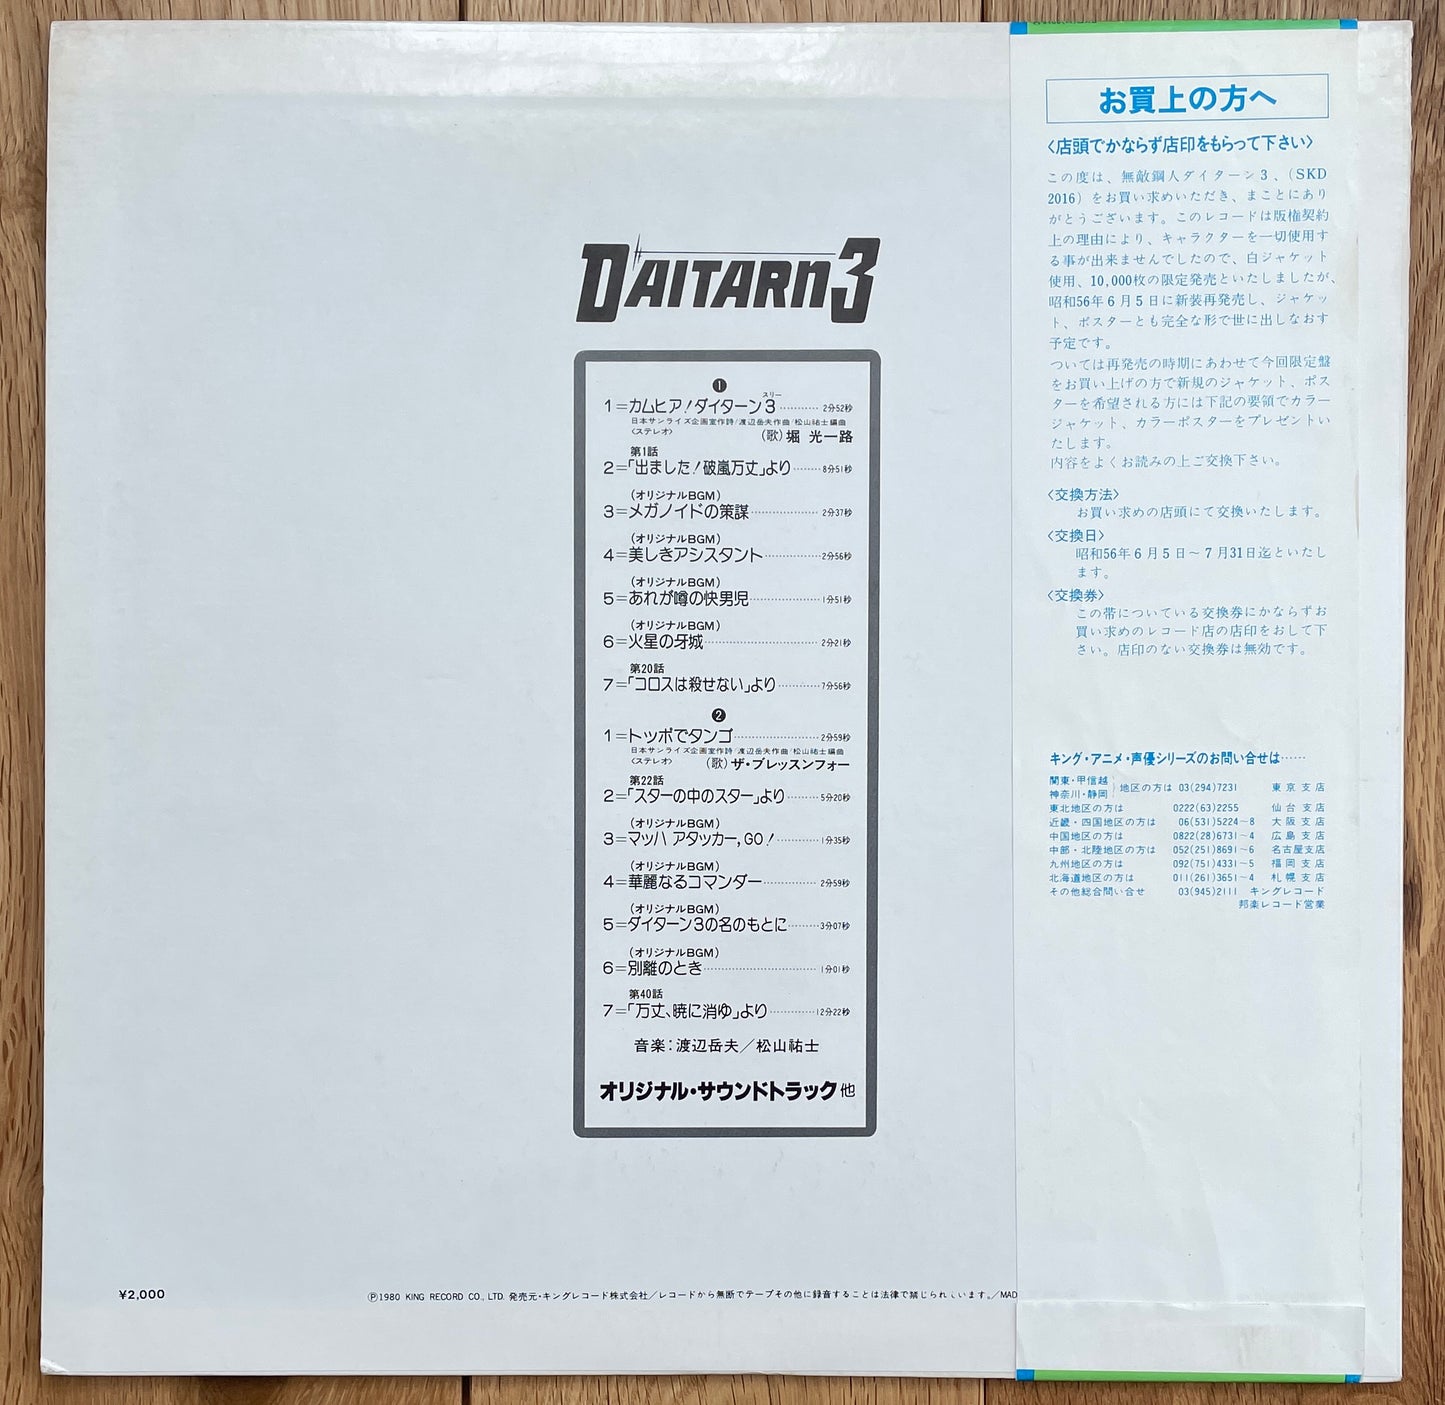 DAITARN3
1
スリー
1=カムヒア!ダイターン3………… 2分52秒
日本サンライズ企画室作詩/渡辺岳夫作曲/松山祐士編曲
〈ステレオ〉 (歌)堀 光一路
第1話
2=「出ました!破嵐万丈」より……8分51秒
(オリジナルBGM)
3=メガノイドの策謀………………2分37秒
(オリジナルBGM)
4=美しきアシスタント……………2分56秒
(オリジナルBGM)
5=あれが噂の快男児………………1分51秒
(オリジナルBGM)
6=火星の牙城………………………2分21秒
第20話
7=「コロスは殺せない」より………7分56秒
2
1=トッポでタンゴ…………………2分59秒
日本サンライズ企画室作詩/渡辺岳夫作曲/松山祐士編曲
〈ステレオ〉 (歌)ザ・ブレッスンフォー
第22話
2=「スターの中のスター」より……5分20秒
(オリジナルBGM)
3=マッハ アタッカー,GO!…………1分35秒
(オリジナルBGM)
4=華麗なるコマンダー……………2分59秒
(オリジナルBGM)
5=ダイターン3の名のもとに………3分07秒
(オリジナルBGM)
6=別離のとき………………………1分01秒
第40話
7=「万丈、暁に消ゆ」より…………12分22秒
音楽:渡辺岳夫/松山祐士
オリジナル・サウンドトラック他
¥2,000
Ⓟ1980 KING RECORD CO., LTD. 発売元・キングレコード株式会社/レコードから無断でテープその他に録音することは法律で禁じられています。/MAD
お買上の方へ
〈店頭でかならず店印をもらって下さい〉
この度は、無敵鋼人ダイターン3、(SKD
2016)をお買い求めいただき、まことにあり
がとうございます。このレコードは版権契約
上の理由により、キャラクターを一切使用す
る事が出来ませんでしたので、白ジャケット
使用、10,000枚の限定発売といたしましたが、
昭和56年6月5日に新装再発売し、ジャケッ
ト、ポスターとも完全な形で世に出しなおす
予定です。
ついては再発売の時期にあわせて今回限定盤
をお買い上げの方で新規のジャケット、ポス
ターを希望される方には下記の要領でカラー
ジャケット、カラーポスターをプレゼントい
たします。
内容をよくお読みの上ご交換下さい。
〈交換方法〉
お買い求めの店頭にて交換いたします。
〈交換日〉
昭和56年6月5日〜7月31日迄といたし
ます。
〈交換券〉
この帯についている交換券にかならずお
買い求めのレコード店の店印をおして下
さい。店印のない交換券は無効です。
キング・アニメ・声優シリーズのお問い合せは……
関東・甲信越
神奈川・静岡 }地区の方は 03(294)7231 東京支店
東北地区の方は 0222(63)2255 仙台支店
近畿・四国地区の方は 06(531)5224~8 大阪支店
中国地区の方は 0822(28)6731~4 広島支店
中部・北陸地区の方は 052(251)8691~6 名古屋支店
九州地区の方は 092(751)4331~5 福岡支店
北海道地区の方は 011(261)3651~4 札幌支店
その他総合問い合せ 03(945)2111 キングレコード
邦楽レコード営業